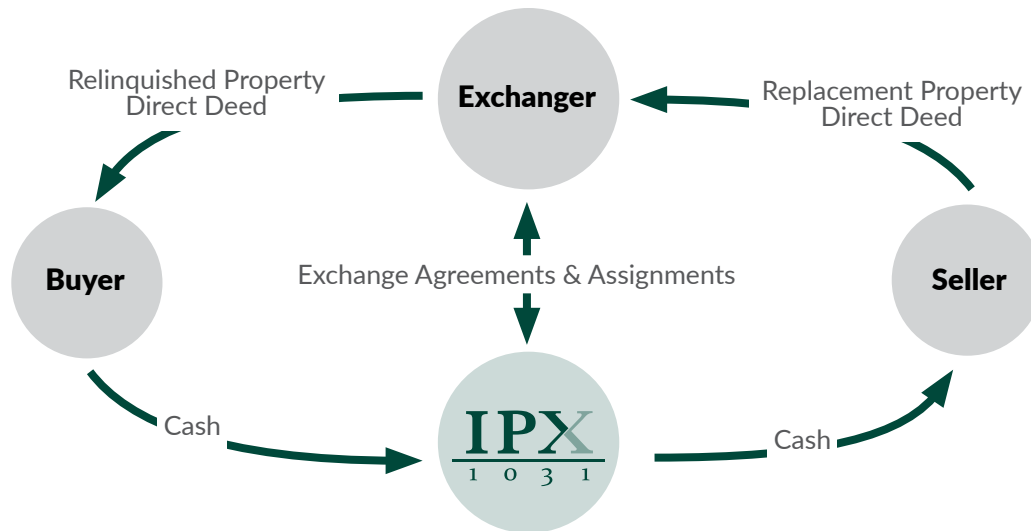 Relinquished Property
Direct Deed
Exchanger
Replacement Property
Direct Deed
Buyer
Exchange Agreements & Assignments
Seller
Cash
IPX
1031
Cash